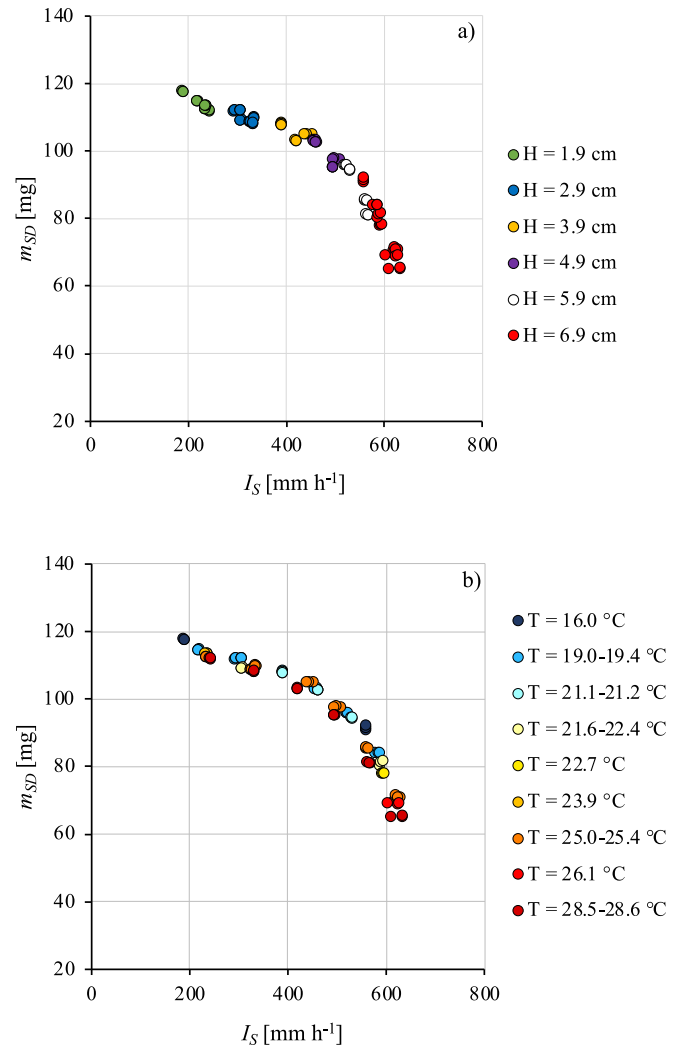 a)
140
120
100
80
60
40
20
0
200
400
600
800
m_SD [mg]
I_S [mm h⁻¹]
H = 1.9 cm
H = 2.9 cm
H = 3.9 cm
H = 4.9 cm
H = 5.9 cm
H = 6.9 cm
b)
140
120
100
80
60
40
20
0
200
400
600
800
m_SD [mg]
I_S [mm h⁻¹]
T = 16.0 °C
T = 19.0-19.4 °C
T = 21.1-21.2 °C
T = 21.6-22.4 °C
T = 22.7 °C
T = 23.9 °C
T = 25.0-25.4 °C
T = 26.1 °C
T = 28.5-28.6 °C